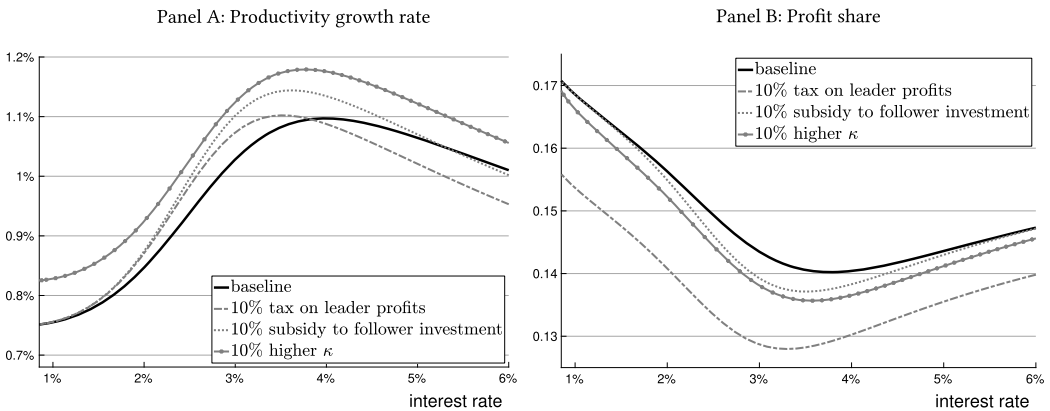 Panel A: Productivity growth rate
1.2%
1.1%
1%
0.9%
0.8%
0.7%
baseline
10% tax on leader profits
10% subsidy to follower investment
10% higher κ
1% 2% 3% 4% 5% 6%
interest rate
Panel B: Profit share
0.17
0.16
0.15
0.14
0.13
baseline
10% tax on leader profits
10% subsidy to follower investment
10% higher κ
1% 2% 3% 4% 5% 6%
interest rate